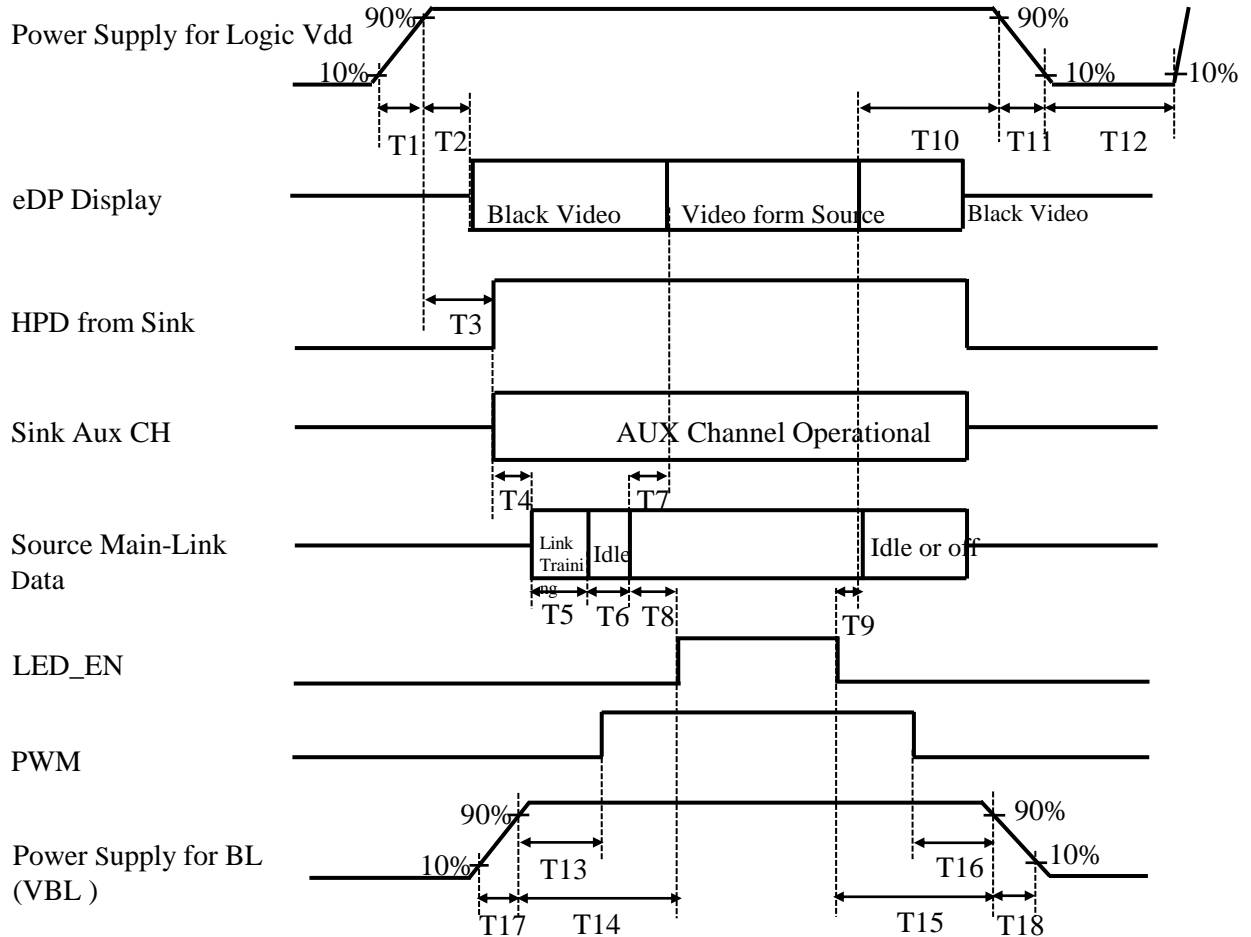 90%
90%
Power Supply for Logic Vdd
10%
10%
10%
T1
T2
T10
T11
T12
eDP Display
Black Video
Video form Source
Black Video
HPD from Sink
T3
Sink Aux CH
AUX Channel Operational
T4
T7
Source Main-Link
Data
Link
Traini
ng
Idle
Idle or off
T5
T6
T8
T9
LED_EN
PWM
90%
90%
Power Supply for BL
(VBL )
10%
10%
T13
T16
T17
T14
T15
T18